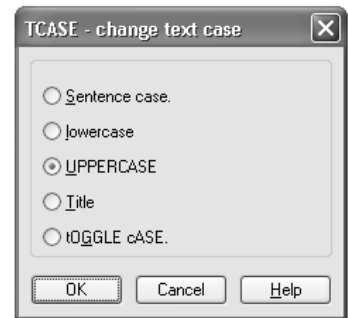 TCASE - change text case
Sentence case.
lowercase
UPPERCASE
Title
tOGGLE cASE.
OK Cancel Help